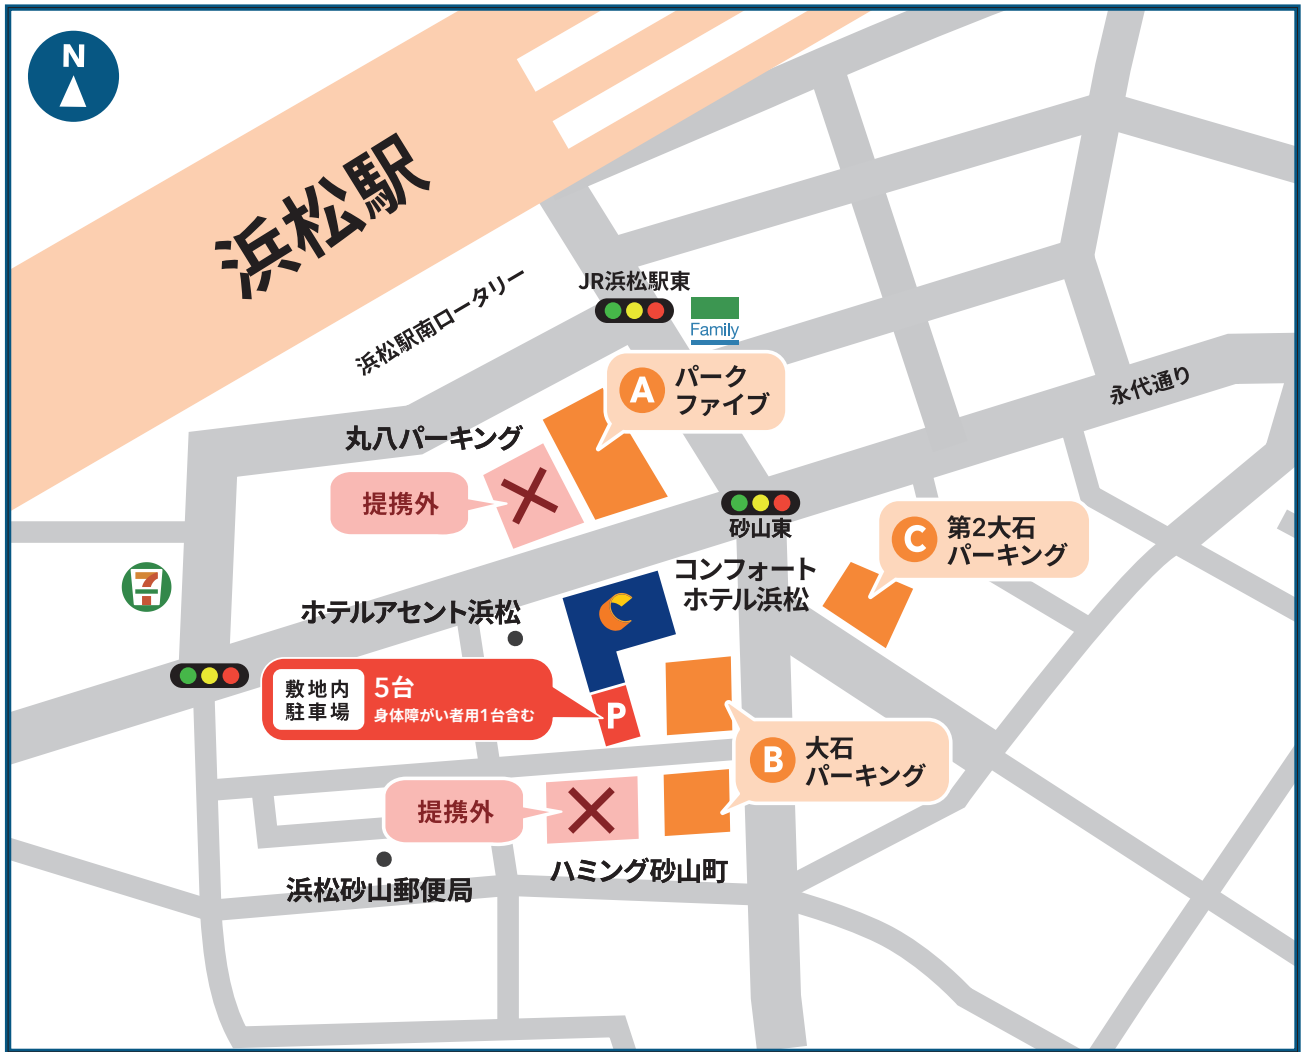 N
浜松駅
浜松駅南ロータリー
JR浜松駅東
Family
A
パーク
ファイブ
丸八パーキング
提携外
永代通り
砂山東
C
第2大石
パーキング
7
コンフォート
ホテル浜松
C
ホテルアセント浜松
敷地内
駐車場
5台
身体障がい者用1台含む
P
B
大石
パーキング
提携外
ハミング砂山町
浜松砂山郵便局